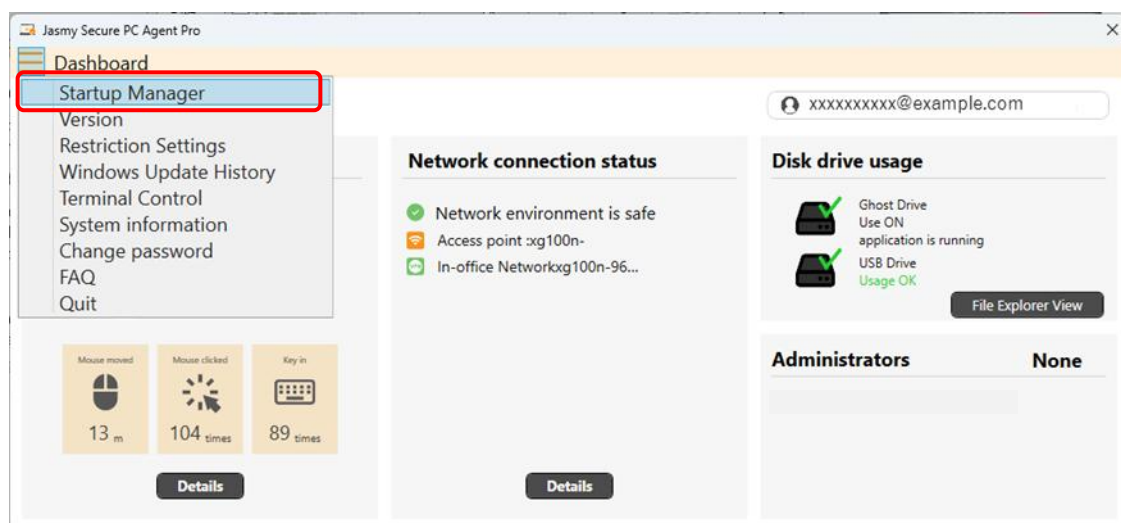 Jasmy Secure PC Agent Pro
Dashboard
Startup Manager
Version
Restriction Settings
Windows Update History
Terminal Control
System information
Change password
FAQ
Quit
xxxxxxxxxx@example.com
Mouse moved
13 m
Mouse clicked
104 times
Key in
89 times
Details
Network connection status
Network environment is safe
Access point :xg100n-
In-office Networkxg100n-96...
Details
Disk drive usage
Ghost Drive
Use ON
application is running
USB Drive
Usage OK
File Explorer View
Administrators None